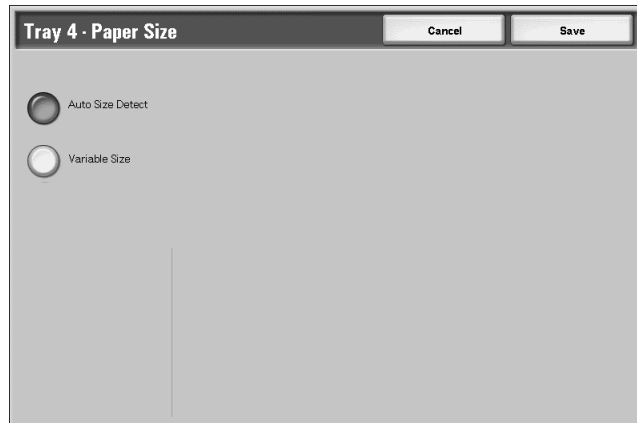 Tray 4 - Paper Size
Cancel
Save
Auto Size Detect
Variable Size